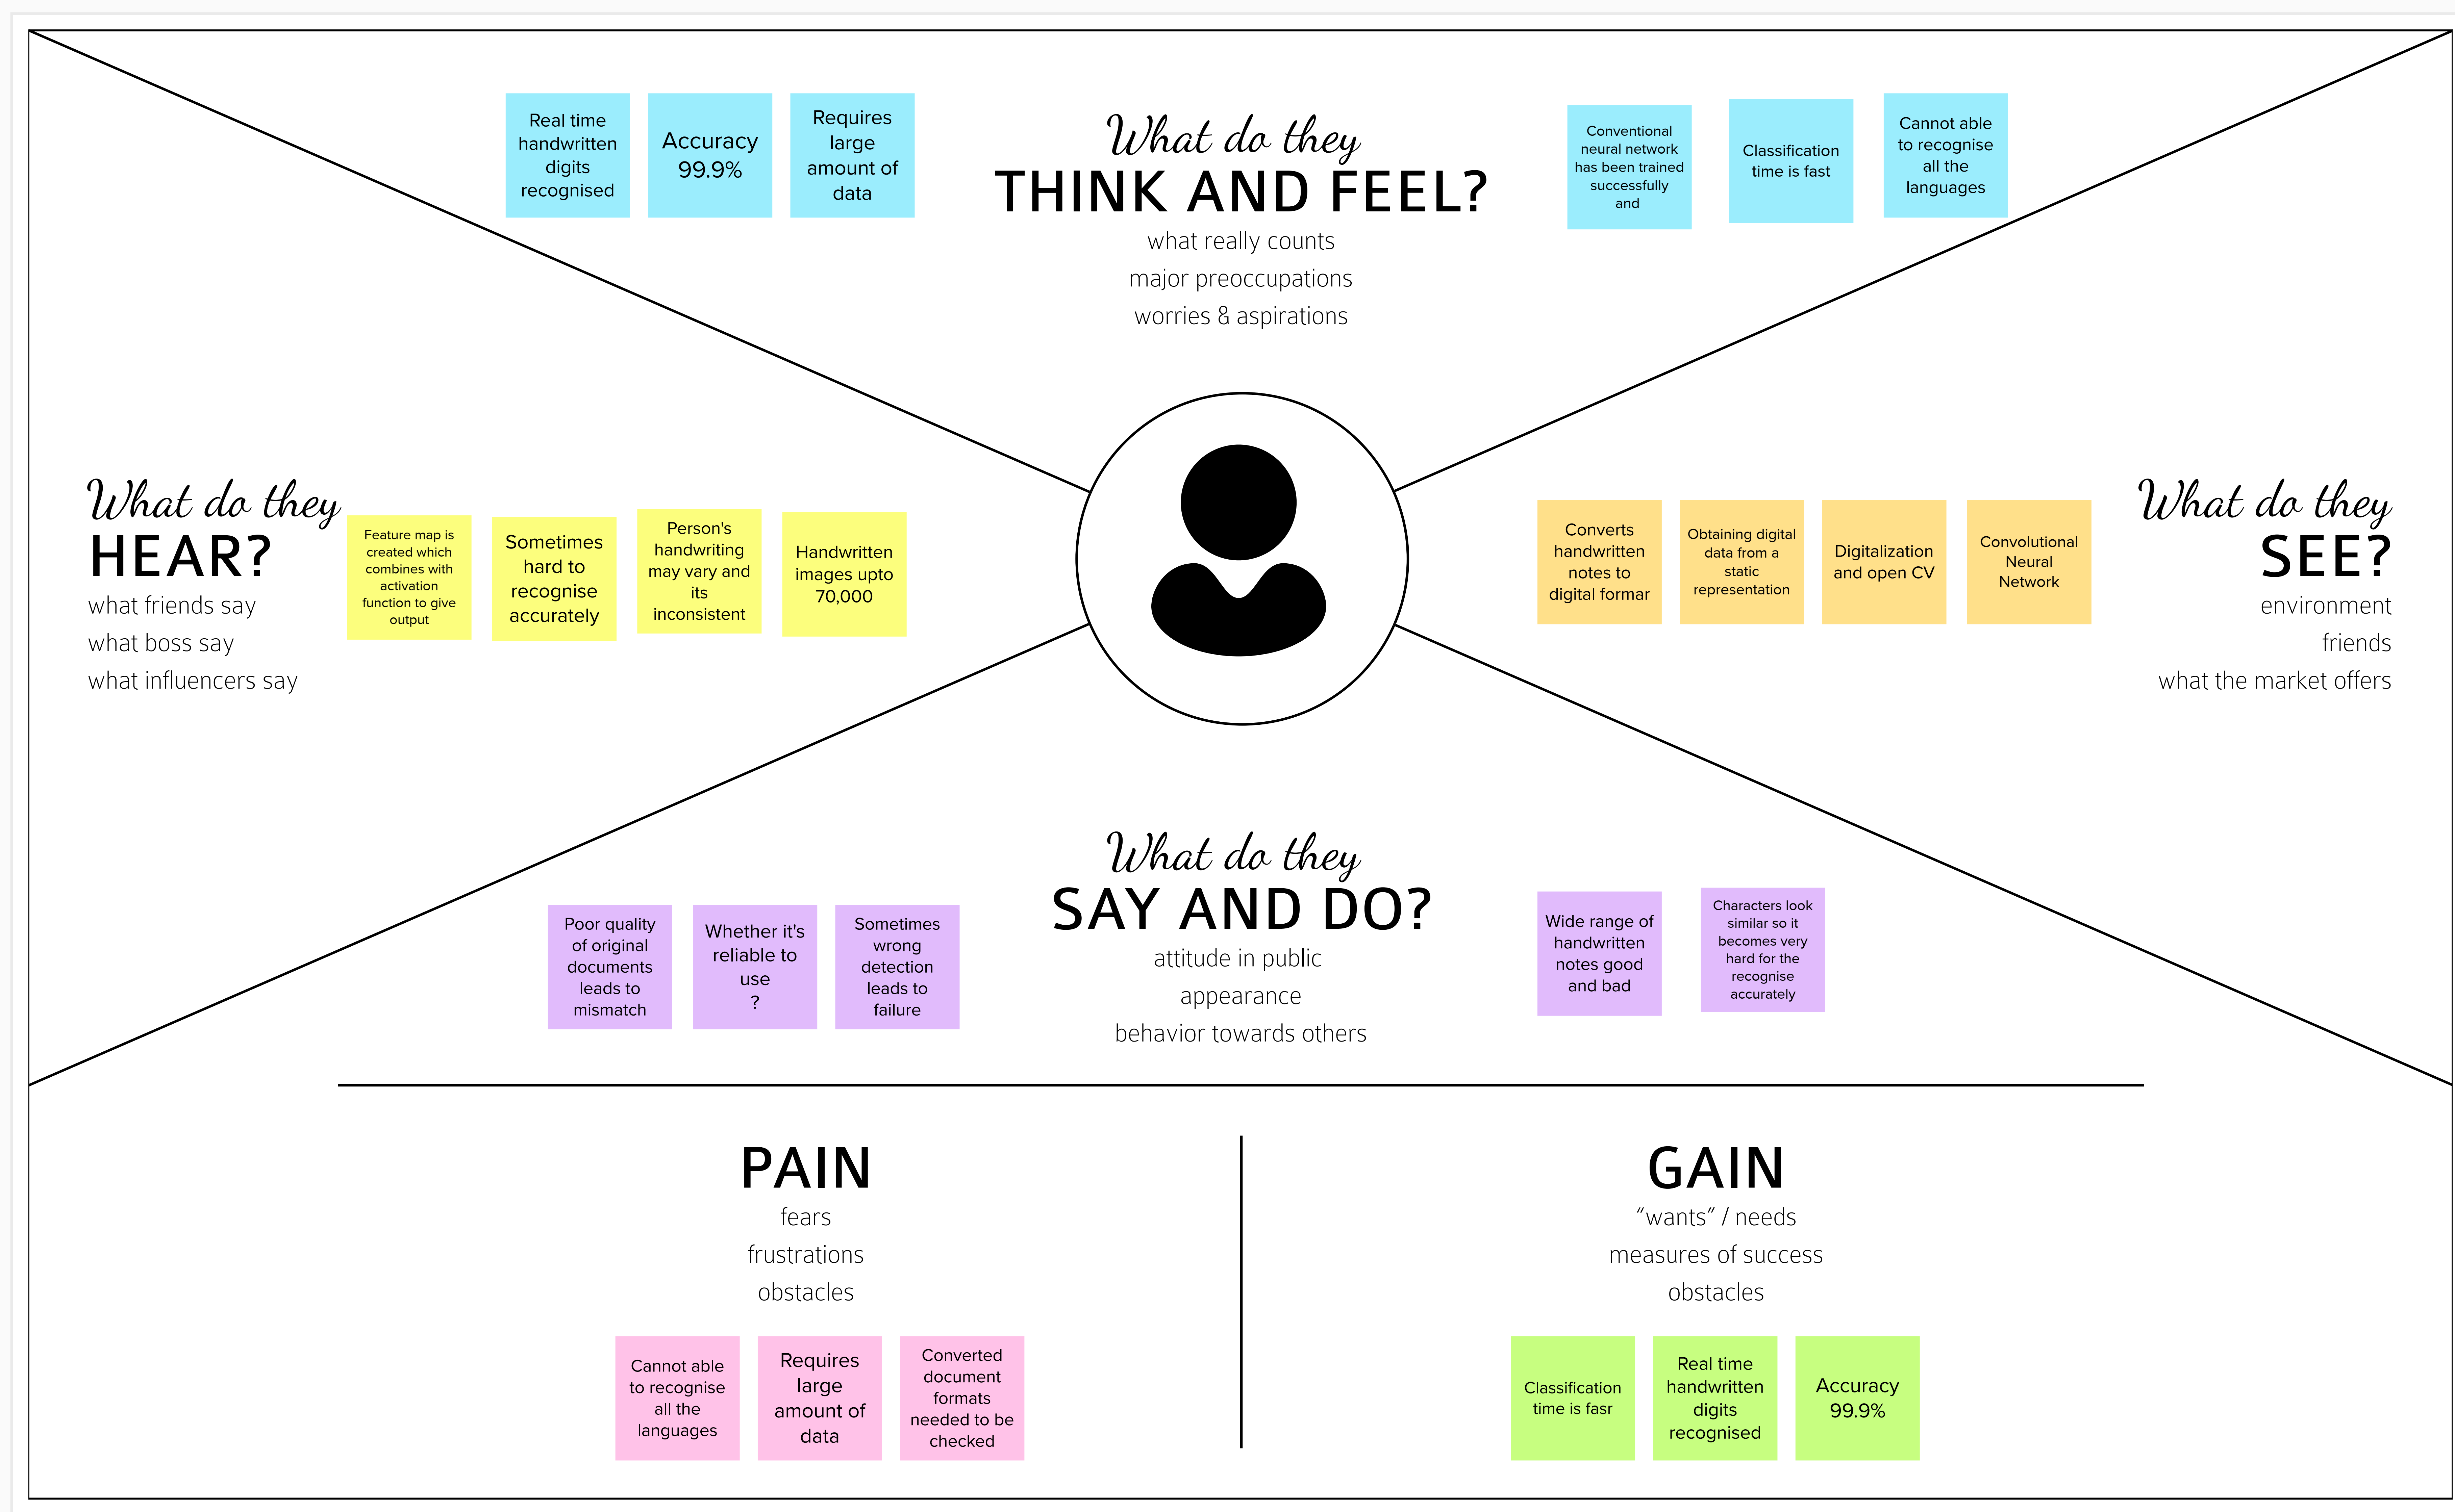 Real time
handwritten
digits
recognised
Accuracy
99.9%
Requires
large
amount of
data
What do they
THINK AND FEEL?
what really counts
major preoccupations
worries & aspirations
Conventional
neural network
has been trained
successfully
and
Classification
time is fast
Cannot able
to recognise
all the
languages
What do they
HEAR?
what friends say
what boss say
what influencers say
Feature map is
created which
combines with
activation
function to give
output
Sometimes
hard to
recognise
accurately
Person's
handwriting
may vary and
its
inconsistent
Handwritten
images upto
70,000
Converts
handwritten
notes to
digital formar
Obtaining digital
data from a
static
representation
Digitalization
and open CV
Convolutional
Neural
Network
What do they
SEE?
environment
friends
what the market offers
Poor quality
of original
documents
leads to
mismatch
Whether it's
reliable to
use
?
Sometimes
wrong
detection
leads to
failure
What do they
SAY AND DO?
attitude in public
appearance
behavior towards others
Wide range of
handwritten
notes good
and bad
Characters look
similar so it
becomes very
hard for the
recognise
accurately
PAIN
fears
frustrations
obstacles
Cannot able
to recognise
all the
languages
Requires
large
amount of
data
Converted
document
formats
needed to be
checked
GAIN
“wants” / needs
measures of success
obstacles
Classification
time is fasr
Real time
handwritten
digits
recognised
Accuracy
99.9%